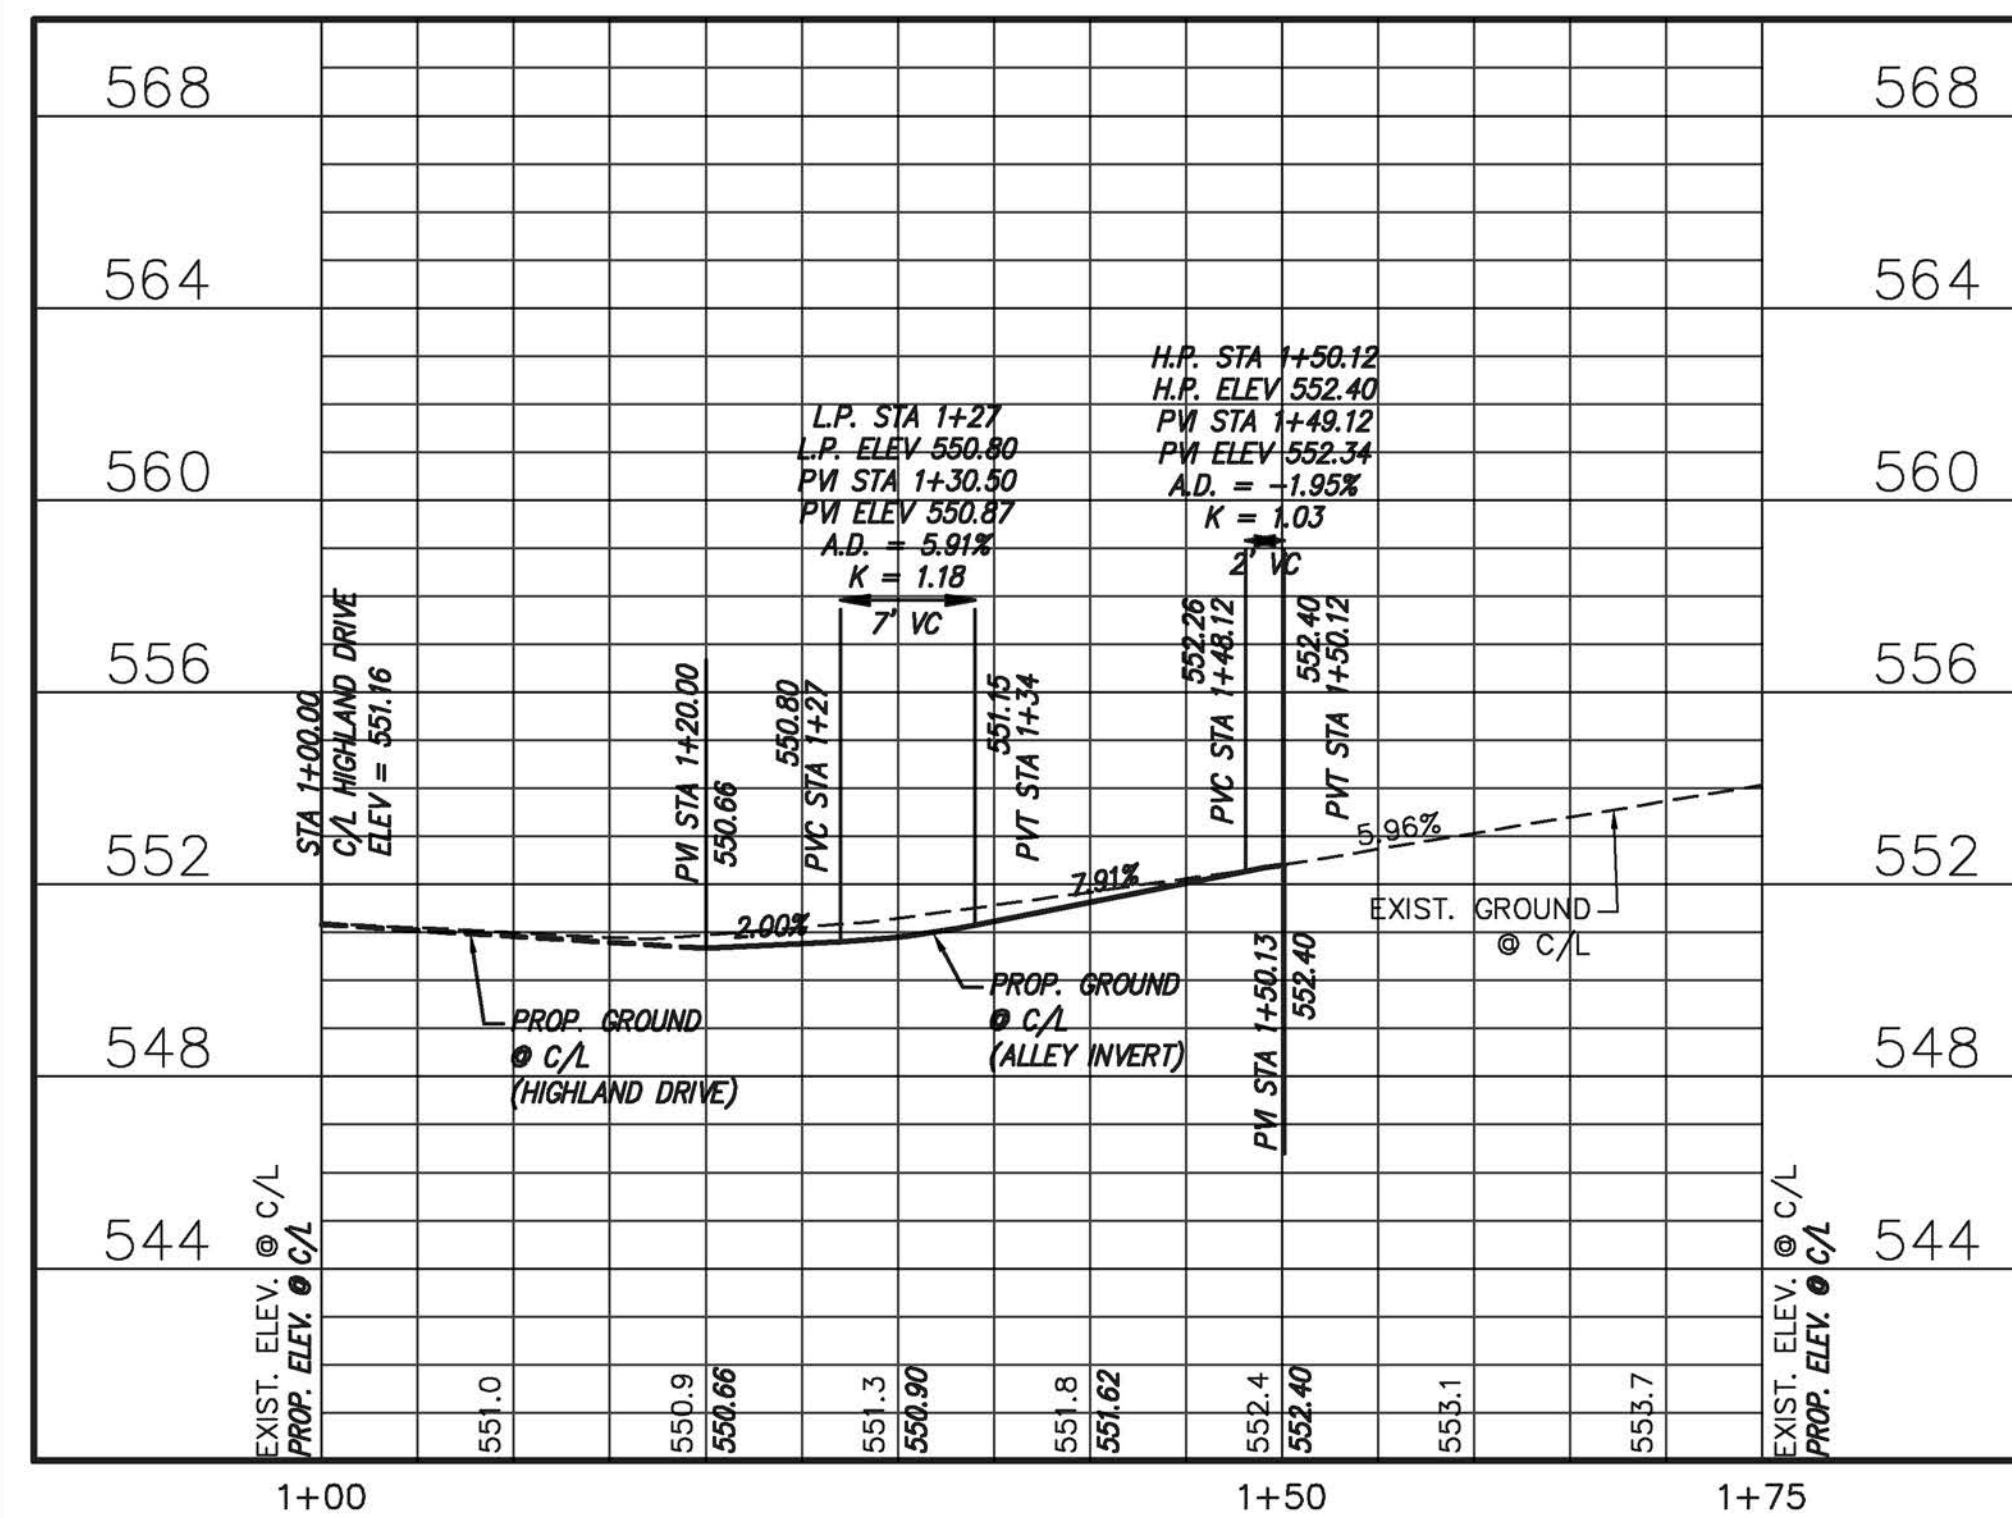 568
568
564
564
H.P. STA 1+50.12
H.P. ELEV 552.40
PVI STA 1+49.12
PVI ELEV 552.34
A.D. = -1.95%
K = 1.03
2' VC
L.P. STA 1+27
L.P. ELEV 550.80
PVI STA 1+30.50
PVI ELEV 550.87
A.D. = 5.91%
K = 1.18
7' VC
560
560
556
556
STA 1+00.00
C/L HIGHLAND DRIVE
ELEV = 551.16
PVI STA 1+20.00
550.66
550.80
PVC STA 1+27
551.15
PVT STA 1+34
552.26
PVC STA 1+48.12
552.40
PVT STA 1+50.12
552
552
2.00%
7.91%
5.96%
EXIST. GROUND
@ C/L
PROP. GROUND
@ C/L
(HIGHLAND DRIVE)
PROP. GROUND
@ C/L
(ALLEY INVERT)
PVI STA 1+50.13
552.40
548
548
544
544
EXIST. ELEV. @ C/L
PROP. ELEV. @ C/L
551.0
550.9
550.66
551.3
550.90
551.8
551.62
552.4
552.40
553.1
553.7
EXIST. ELEV. @ C/L
PROP. ELEV. @ C/L
1+00
1+50
1+75